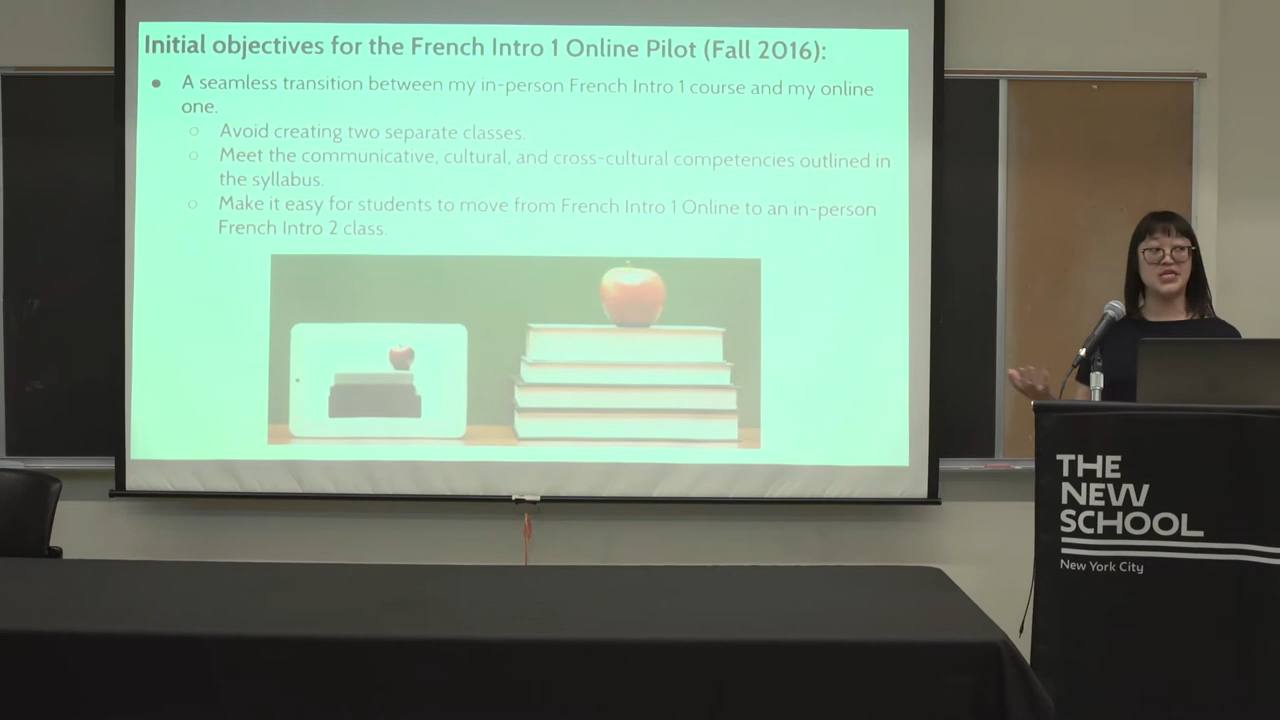 Initial objectives for the French Intro 1 Online Pilot (Fall 2016):
● A seamless transition between my in-person French Intro 1 course and my online
one.
○ Avoid creating two separate classes.
○ Meet the communicative, cultural, and cross-cultural competencies outlined in
the syllabus.
○ Make it easy for students to move from French Intro 1 Online to an in-person
French Intro 2 class.
THE
NEW
SCHOOL
New York City